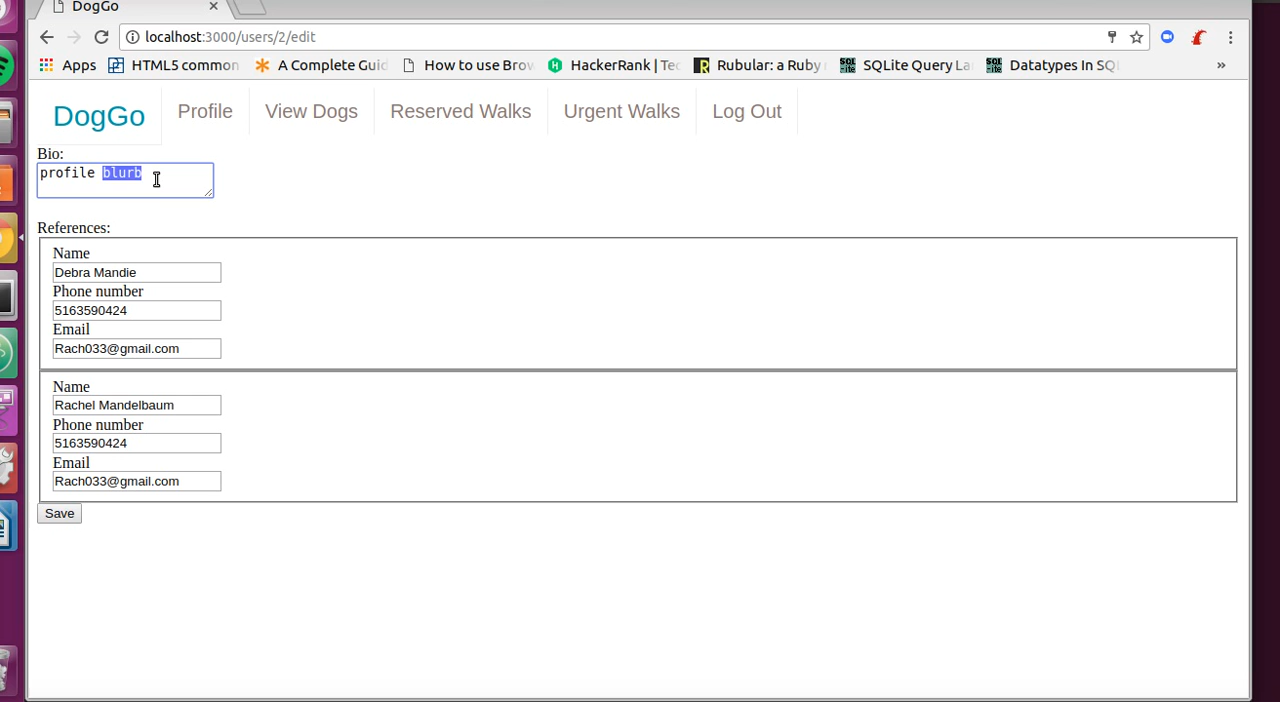 DogGo
localhost:3000/users/2/edit
Apps HTML5 common A Complete Guid How to use Brow HackerRank | Tec Rubular: a Ruby SQLite Query La Datatypes In SQ »
DogGo Profile View Dogs Reserved Walks Urgent Walks Log Out
Bio:
profile blurb
References:
Name
Debra Mandie
Phone number
5163590424
Email
Rach033@gmail.com
Name
Rachel Mandelbaum
Phone number
5163590424
Email
Rach033@gmail.com
Save